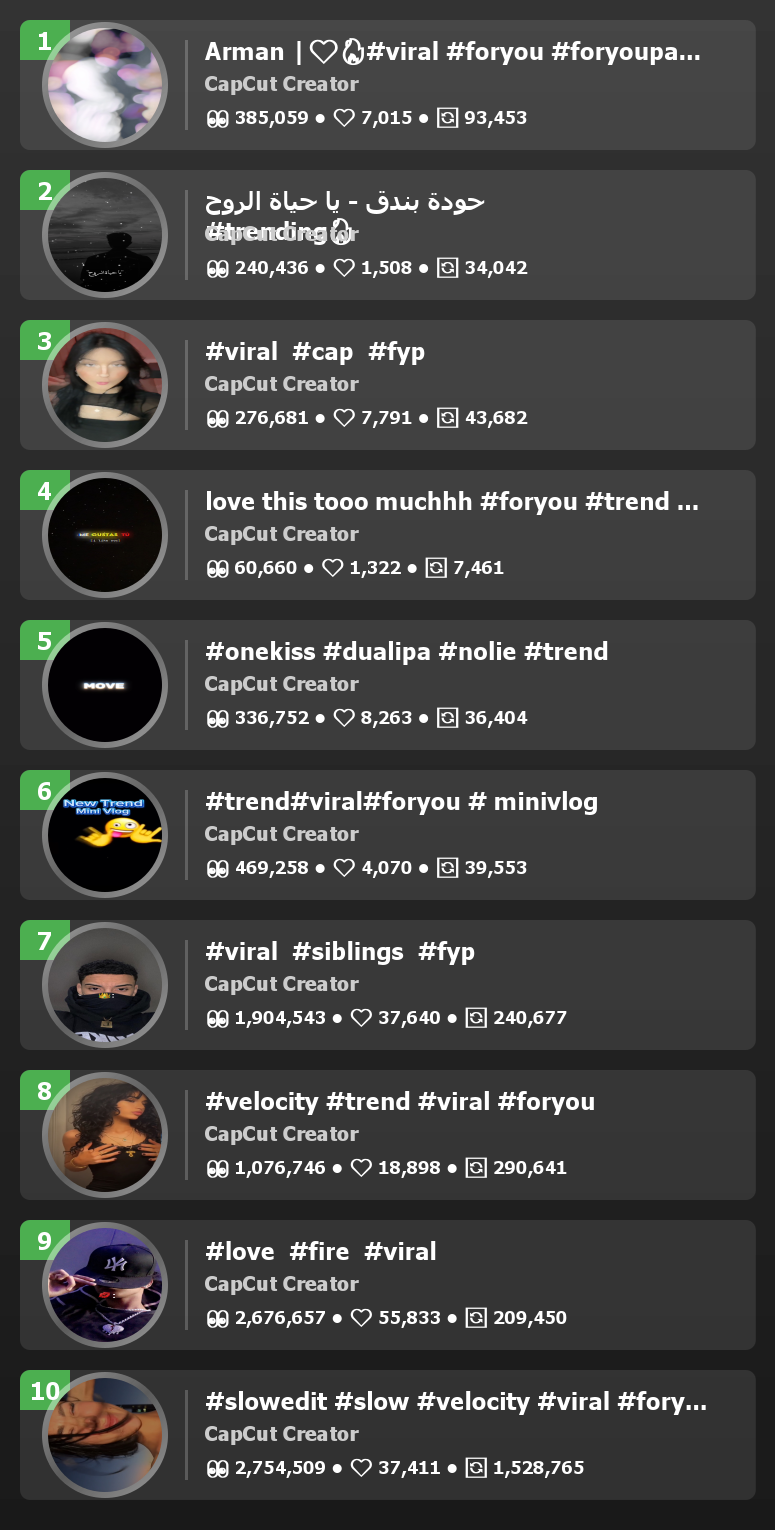 1
Arman | ♡🔥#viral #foryou #foryoupa...
CapCut Creator
👀 385,059 • ♡ 7,015 • 🔁 93,453
2
حودة بندق - يا حياة الروح
#trending🔥
CapCut Creator
👀 240,436 • ♡ 1,508 • 🔁 34,042
3
#viral #cap #fyp
CapCut Creator
👀 276,681 • ♡ 7,791 • 🔁 43,682
4
ME GUSTAS TU
love this tooo muchhh #foryou #trend ...
CapCut Creator
👀 60,660 • ♡ 1,322 • 🔁 7,461
5
MOVE
#onekiss #dualipa #nolie #trend
CapCut Creator
👀 336,752 • ♡ 8,263 • 🔁 36,404
6
New Trend
Mini Vlog
#trend#viral#foryou # minivlog
CapCut Creator
👀 469,258 • ♡ 4,070 • 🔁 39,553
7
#viral #siblings #fyp
CapCut Creator
👀 1,904,543 • ♡ 37,640 • 🔁 240,677
8
#velocity #trend #viral #foryou
CapCut Creator
👀 1,076,746 • ♡ 18,898 • 🔁 290,641
9
#love #fire #viral
CapCut Creator
👀 2,676,657 • ♡ 55,833 • 🔁 209,450
10
#slowedit #slow #velocity #viral #fory...
CapCut Creator
👀 2,754,509 • ♡ 37,411 • 🔁 1,528,765